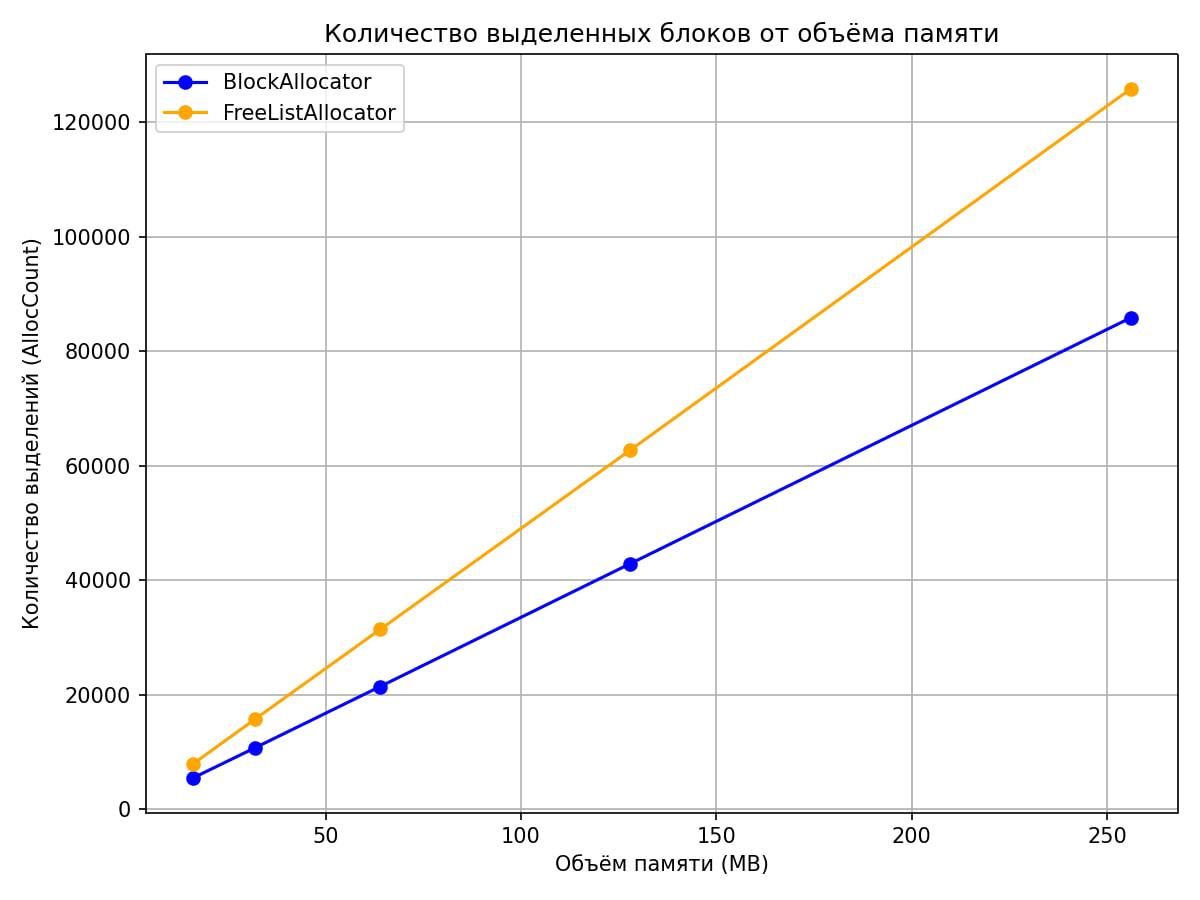 Количество выделенных блоков от объёма памяти
BlockAllocator
FreeListAllocator
Количество выделений (AllocCount)
120000
100000
80000
60000
40000
20000
0
50
100
150
200
250
Объём памяти (MB)